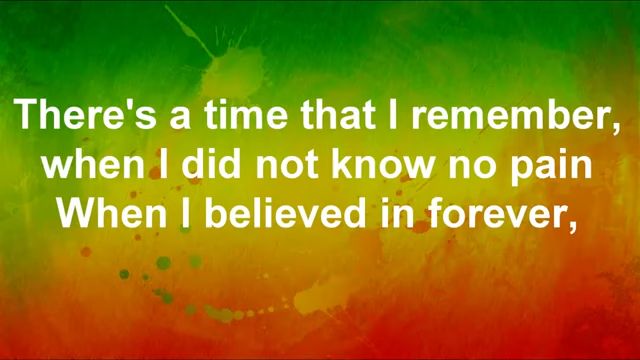 There's a time that I remember,
when I did not know no pain
When I believed in forever,